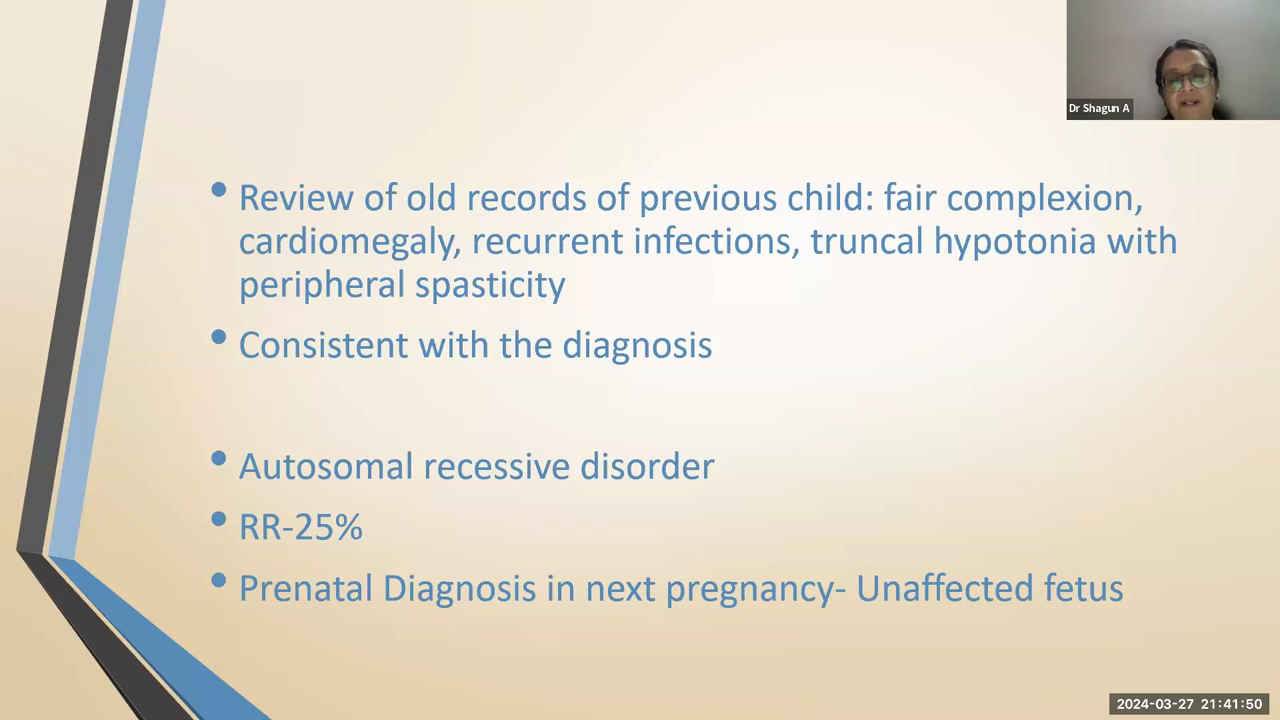 Dr Shagun A
• Review of old records of previous child: fair complexion,
cardiomegaly, recurrent infections, truncal hypotonia with
peripheral spasticity
• Consistent with the diagnosis
• Autosomal recessive disorder
• RR-25%
• Prenatal Diagnosis in next pregnancy- Unaffected fetus
2024-03-27 21:41:50